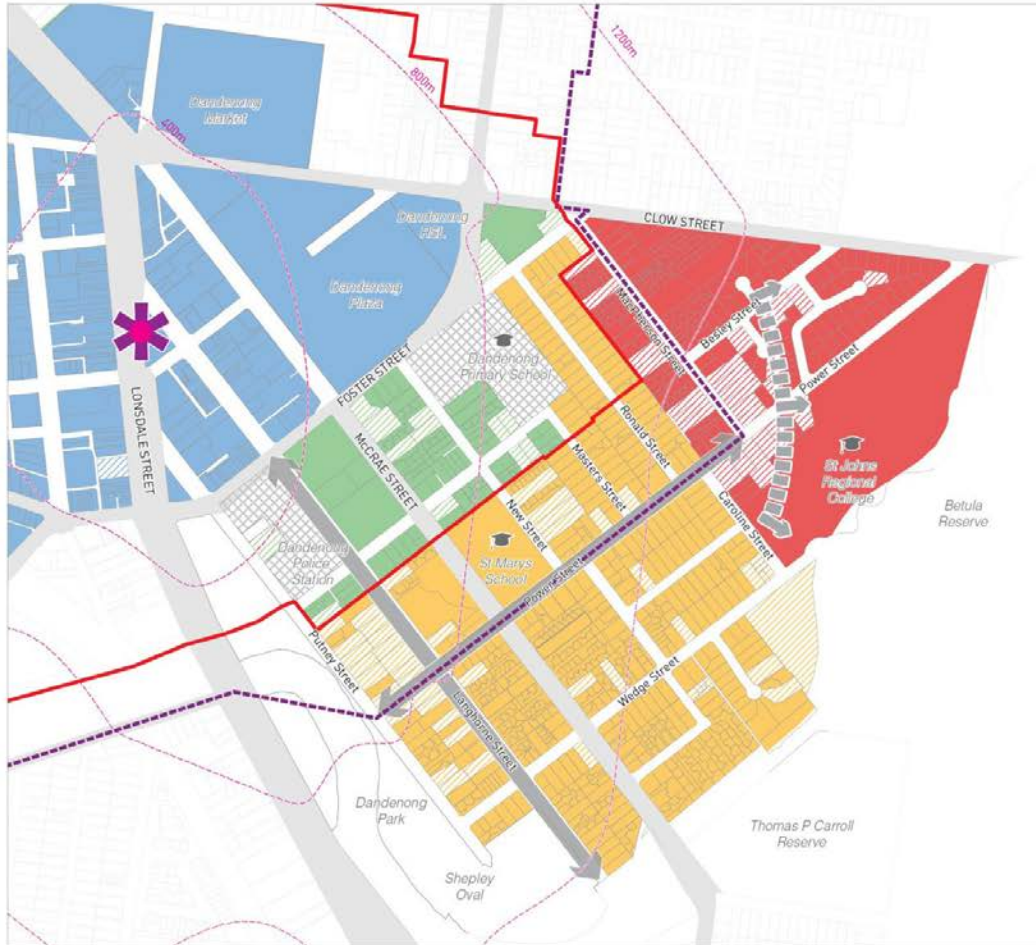 1200m
800m
Dandenong
Market
400m
CLOW STREET
Dandenong
RSL
Dandenong
Plaza
MacPherson Street
Besley Street
Power Street
FOSTER STREET
Dandenong
Primary School
LONSDALE STREET
McCRAE STREET
Ronald Street
Masters Street
New Street
Caroline Street
St Johns
Regional
College
Betula
Reserve
Dandenong
Police
Station
St Marys
School
Power Street
Putney Street
Langhorne Street
Wedge Street
Dandenong
Park
Thomas P Carroll
Reserve
Shepley
Oval